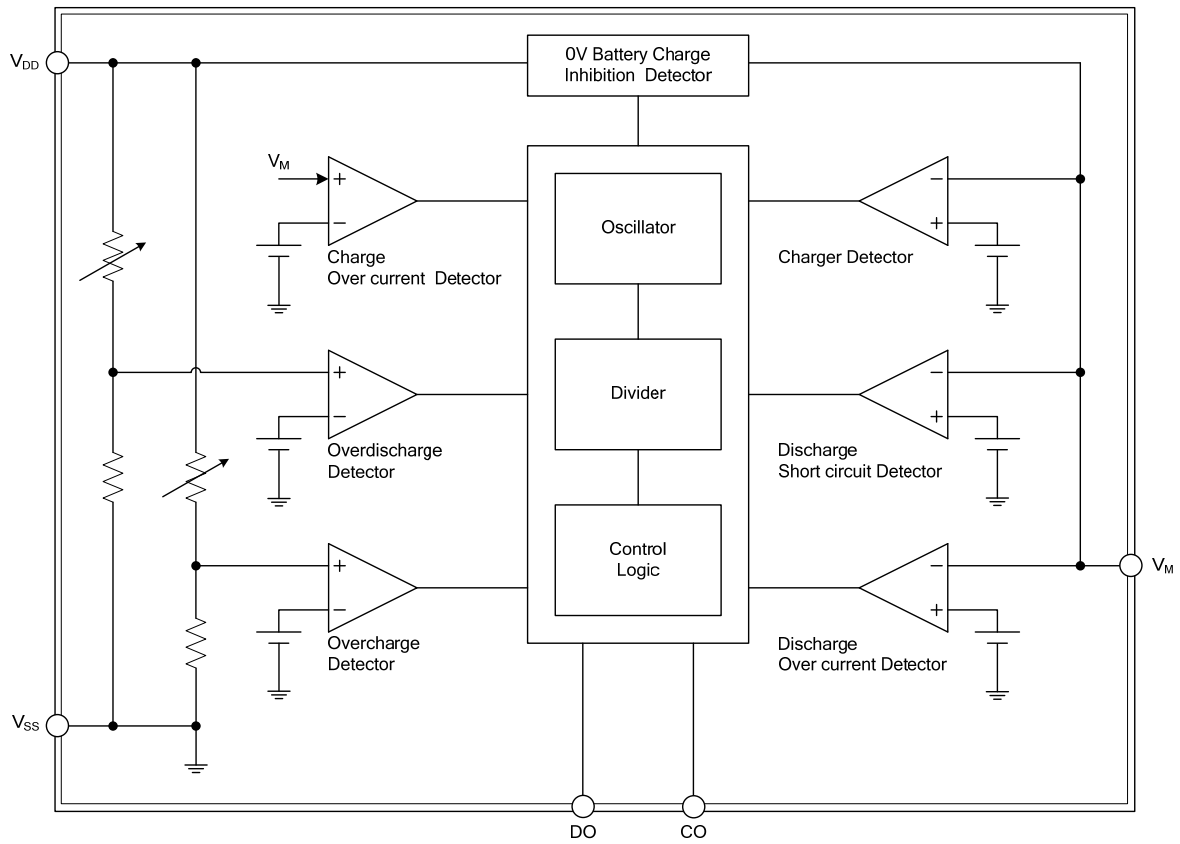 VDD
0V Battery Charge
Inhibition Detector
VM
+
−
Charge
Over current Detector
Oscillator
−
+
Charger Detector
+
−
Overdischarge
Detector
Divider
−
+
Discharge
Short circuit Detector
+
−
Overcharge
Detector
Control
Logic
−
+
Discharge
Over current Detector
VM
VSS
DO
CO